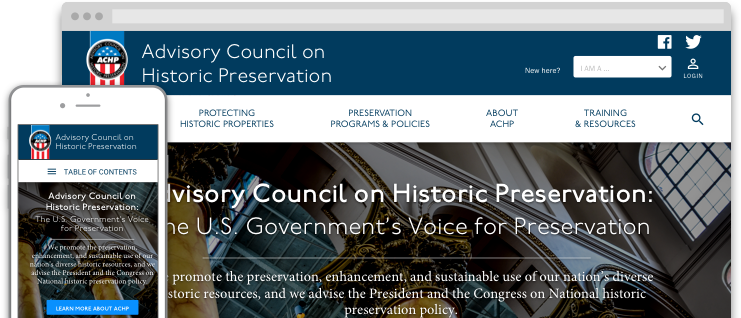 ACHP
Advisory Council on
Historic Preservation
New here?
I AM A ...
LOGIN
PROTECTING
HISTORIC PROPERTIES
PRESERVATION
PROGRAMS & POLICIES
ABOUT
ACHP
TRAINING
& RESOURCES
dvisory Council on Historic Preservation:
he U.S. Government's Voice for Preservation
promote the preservation, enhancement, and sustainable use of our nation's diverse
storic resources, and we advise the President and the Congress on National historic
preservation policy.
Advisory Council on
Historic Preservation
TABLE OF CONTENTS
Advisory Council on
Historic Preservation:
The U.S. Government's Voice
for Preservation
We promote the preservation,
enhancement, and sustainable use of our
nation's diverse historic resources, and we
advise the President and the Congress on
National historic preservation policy.
LEARN MORE ABOUT ACHP